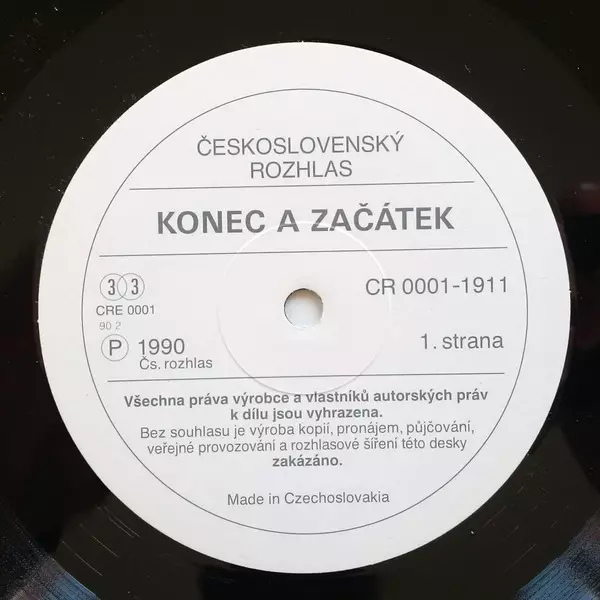 ČESKOSLOVENSKÝ
ROZHLAS
KONEC A ZAČÁTEK
33
CR 0001-1911
CRE 0001
90 2
P 1990
1. strana
Čs. rozhlas
Všechna práva výrobce a vlastníků autorských práv
k dílu jsou vyhrazena.
Bez souhlasu je výroba kopií, pronájem, půjčování,
veřejné provozování a rozhlasové šíření této desky
zakázáno.
Made in Czechoslovakia